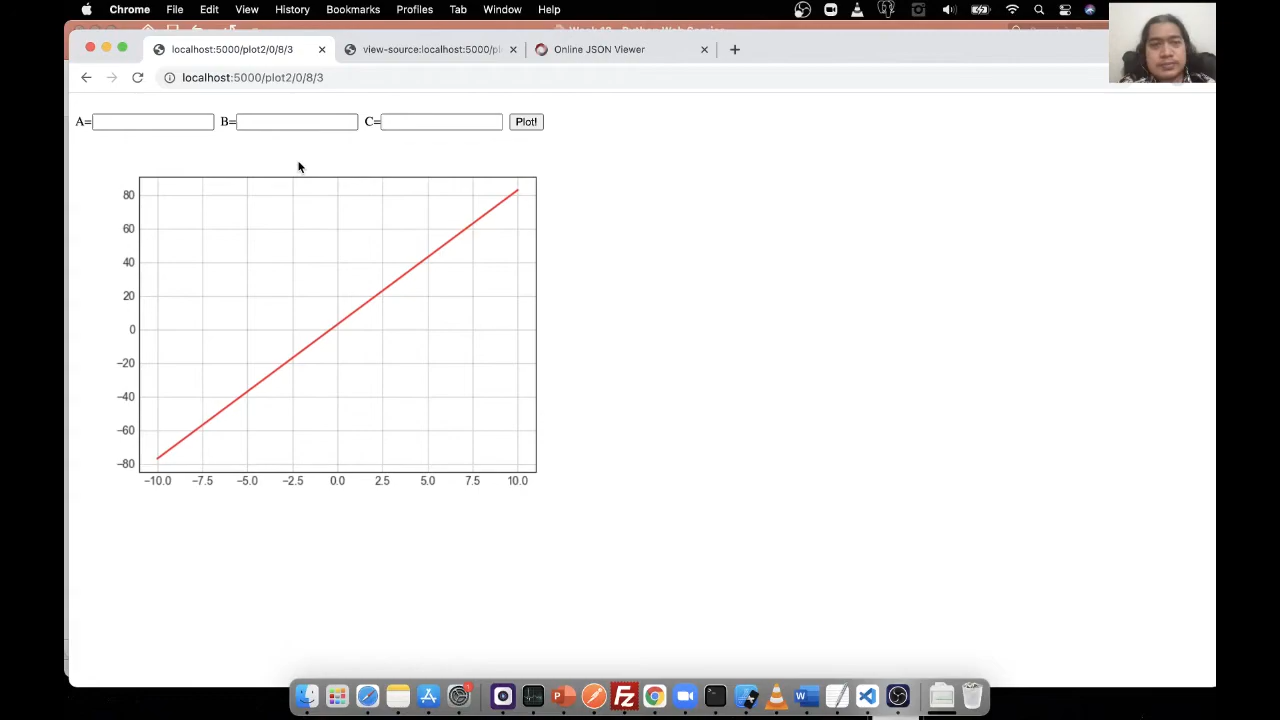 Chrome File Edit View History Bookmarks Profiles Tab Window Help
localhost:5000/plot2/0/8/3
view-source:localhost:5000/pl
Online JSON Viewer
localhost:5000/plot2/0/8/3
A= B= C= Plot!
80
60
40
20
0
−20
−40
−60
−80
−10.0 −7.5 −5.0 −2.5 0.0 2.5 5.0 7.5 10.0